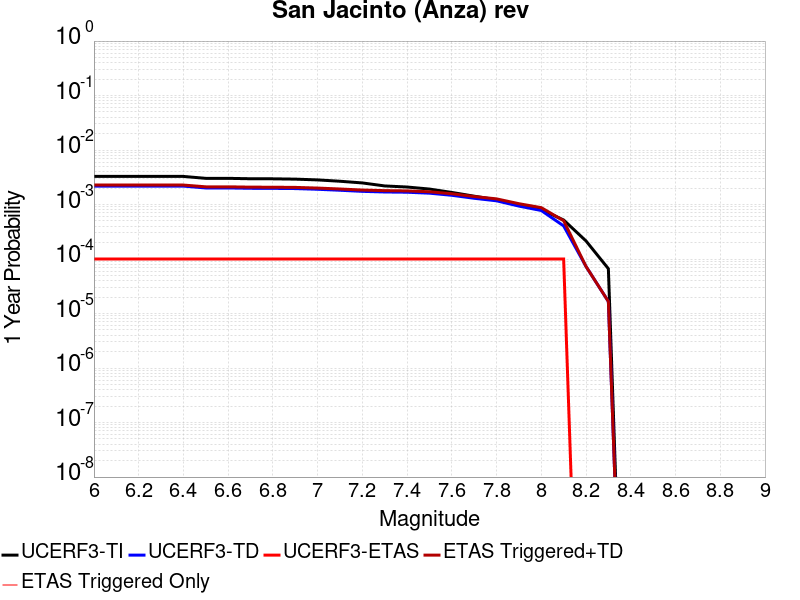 San Jacinto (Anza) rev
10^0
10^-1
10^-2
10^-3
10^-4
10^-5
10^-6
10^-7
10^-8
1 Year Probability
6 6.2 6.4 6.6 6.8 7 7.2 7.4 7.6 7.8 8 8.2 8.4 8.6 8.8 9
Magnitude
UCERF3-TI UCERF3-TD UCERF3-ETAS ETAS Triggered+TD
ETAS Triggered Only